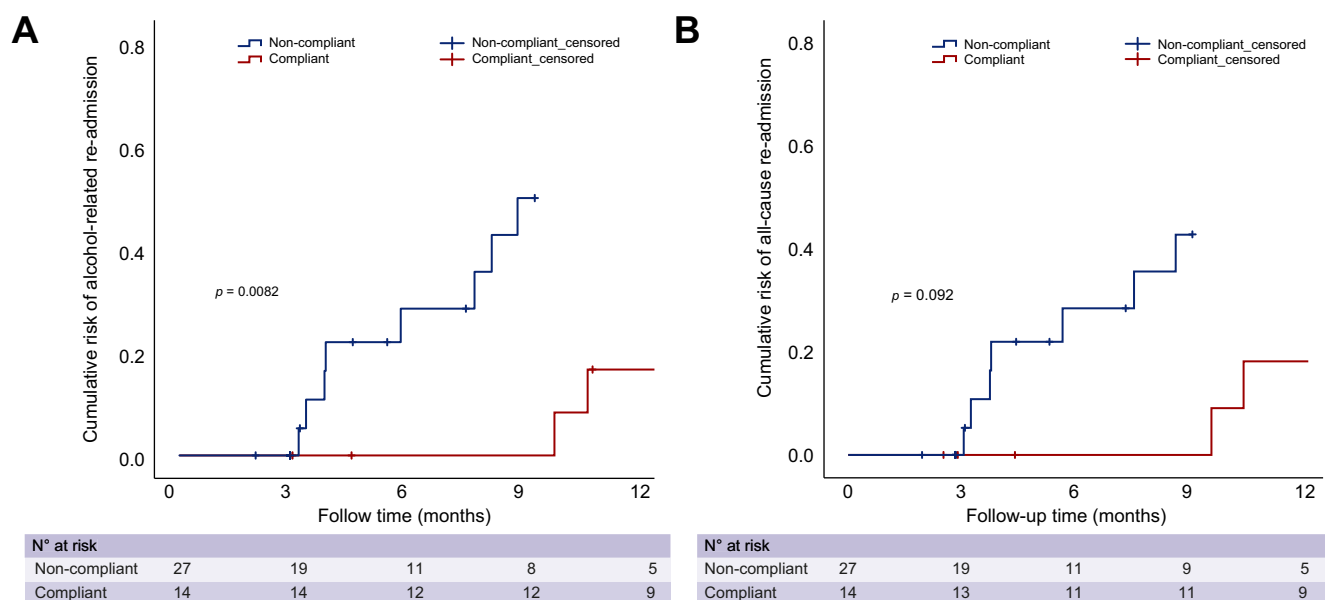 A
Cumulative risk of alcohol-related re-admission
0.8
0.6
0.4
0.2
0.0
Non-compliant
Compliant
Non-compliant_censored
Compliant_censored
p = 0.0082
0 3 6 9 12
Follow time (months)
N° at risk
Non-compliant 27 19 11 8 5
Compliant 14 14 12 12 9
B
Cumulative risk of all-cause re-admission
0.8
0.6
0.4
0.2
0.0
Non-compliant
Compliant
Non-compliant_censored
Compliant_censored
p = 0.092
0 3 6 9 12
Follow-up time (months)
N° at risk
Non-compliant 27 19 11 9 5
Compliant 14 13 11 11 9